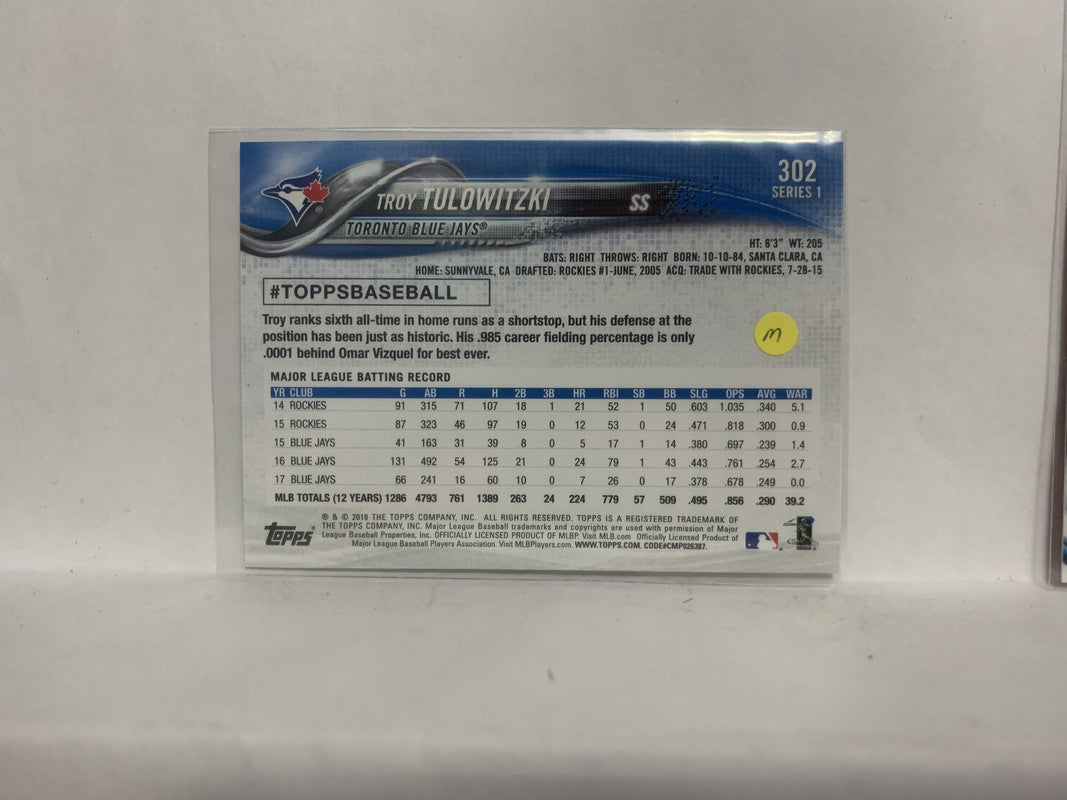 302
SERIES 1
TROY TULOWITZKI SS
TORONTO BLUE JAYS®
HT: 6'3" WT: 205
BATS: RIGHT THROWS: RIGHT BORN: 10-10-84, SANTA CLARA, CA
HOME: SUNNYVALE, CA DRAFTED: ROCKIES #1-JUNE, 2005 ACQ: TRADE WITH ROCKIES, 7-28-15
#TOPPSBASEBALL
Troy ranks sixth all-time in home runs as a shortstop, but his defense at the
position has been just as historic. His .985 career fielding percentage is only
.0001 behind Omar Vizquel for best ever.
m
MAJOR LEAGUE BATTING RECORD
YR CLUB G AB R H 2B 3B HR RBI SB BB SLG OPS AVG WAR
14 ROCKIES 91 315 71 107 18 1 21 52 1 50 .603 1.035 .340 5.1
15 ROCKIES 87 323 46 97 19 0 12 53 0 24 .471 .818 .300 0.9
15 BLUE JAYS 41 163 31 39 8 0 5 17 1 14 .380 .697 .239 1.4
16 BLUE JAYS 131 492 54 125 21 0 24 79 1 43 .443 .761 .254 2.7
17 BLUE JAYS 66 241 16 60 10 0 7 26 0 17 .378 .678 .249 0.0
MLB TOTALS (12 YEARS) 1286 4793 761 1389 263 24 224 779 57 509 .495 .856 .290 39.2
Topps®
® & © 2018 THE TOPPS COMPANY, INC. ALL RIGHTS RESERVED. TOPPS IS A REGISTERED TRADEMARK OF
THE TOPPS COMPANY, INC. Major League Baseball trademarks and copyrights are used with permission of Major
League Baseball Properties, Inc. OFFICIALLY LICENSED PRODUCT OF MLBP. Visit MLB.com Officially Licensed Product of
Major League Baseball Players Association. Visit MLBPlayers.com. WWW.TOPPS.COM. CODE#CMP026387.